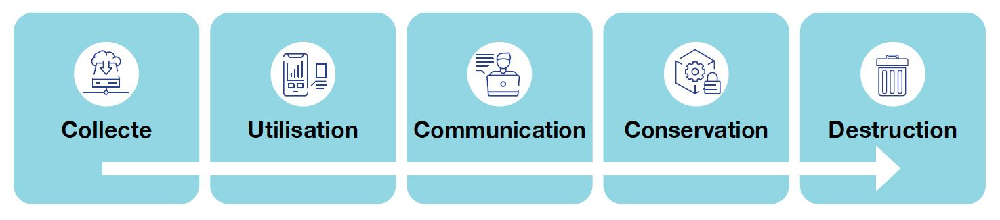 Collecte
Utilisation
Communication
Conservation
Destruction